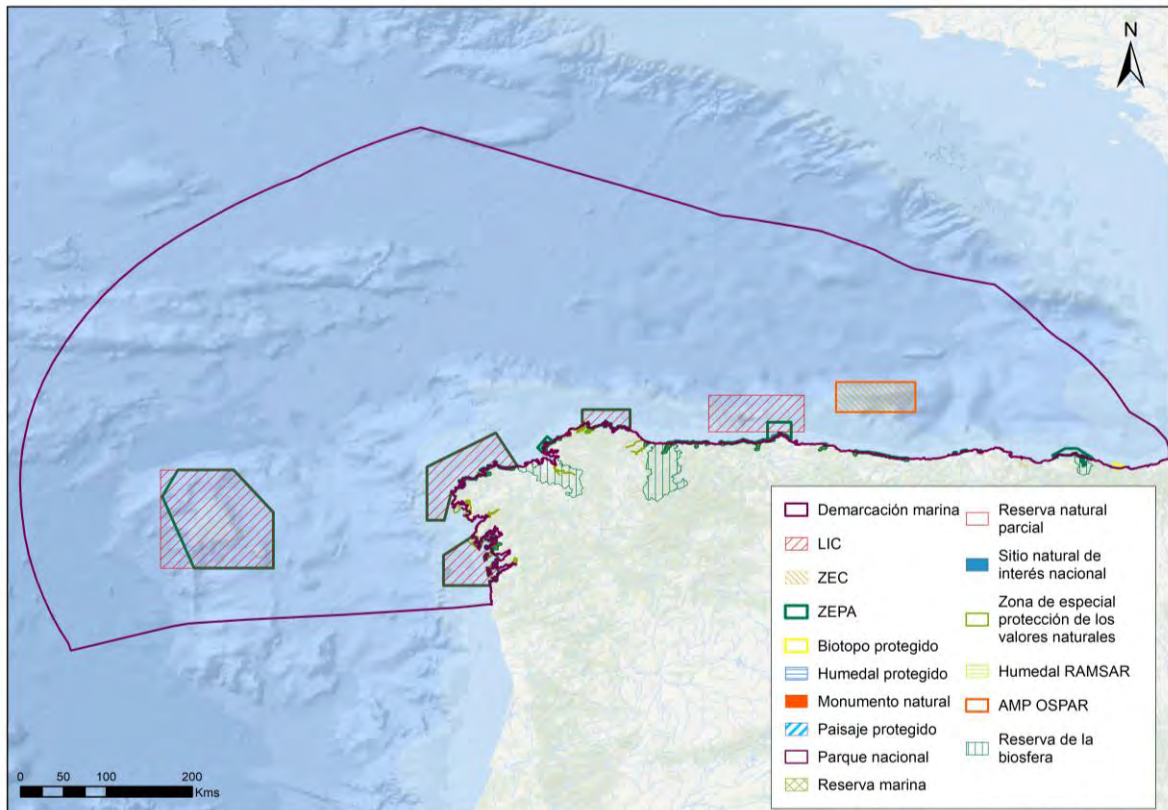 N
Demarcación marina
LIC
ZEC
ZEPA
Biotopo protegido
Humedal protegido
Monumento natural
Paisaje protegido
Parque nacional
Reserva marina
Reserva natural
parcial
Sitio natural de
interés nacional
Zona de especial
protección de los
valores naturales
Humedal RAMSAR
AMP OSPAR
Reserva de la
biosfera
0 50 100 200
Kms